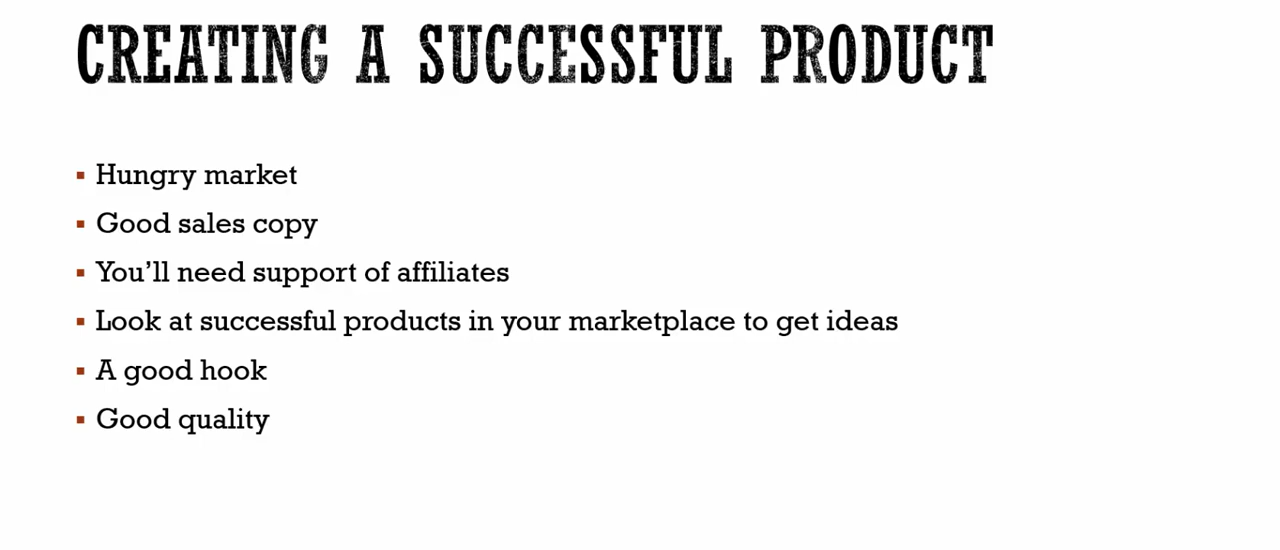 CREATING A SUCCESSFUL PRODUCT
Hungry market
Good sales copy
You'll need support of affiliates
Look at successful products in your marketplace to get ideas
A good hook
Good quality